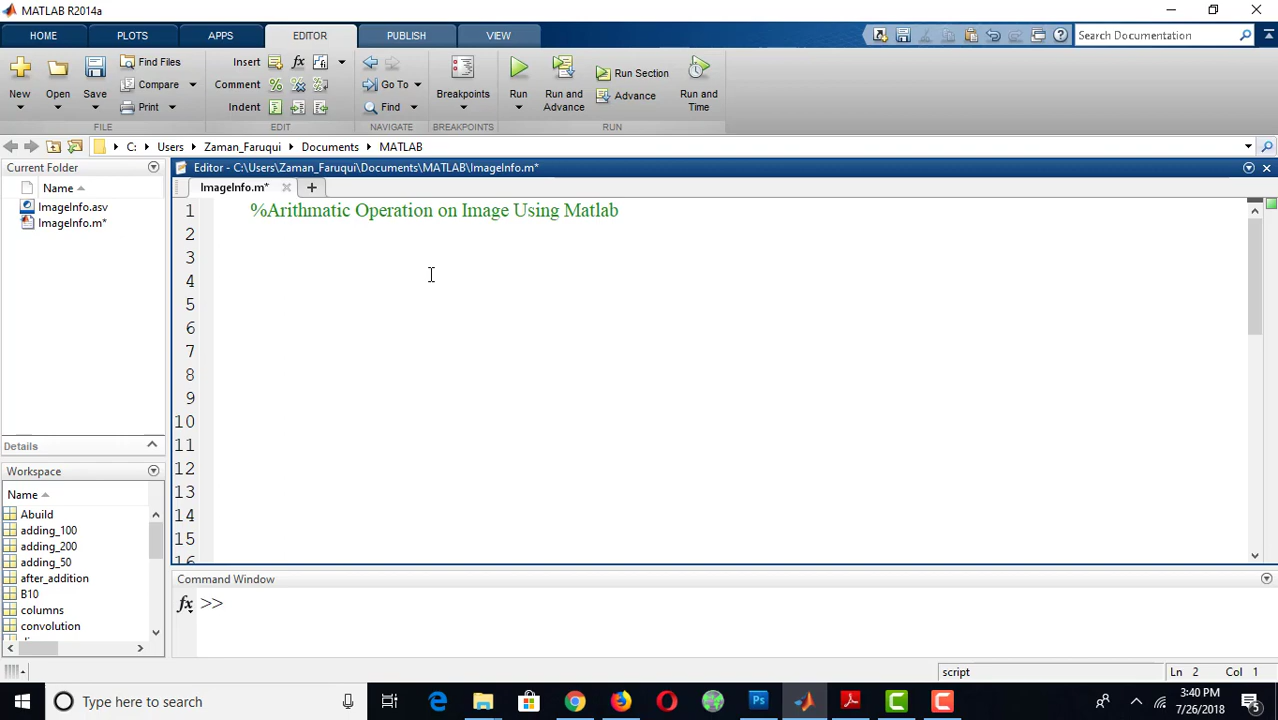 MATLAB R2014a
HOME PLOTS APPS EDITOR PUBLISH VIEW Search Documentation
New Open Save Find Files Compare Print FILE
Insert Comment Indent EDIT
Go To Find NAVIGATE
Breakpoints BREAKPOINTS
Run Run and Advance Run Section Advance Run and Time RUN
C: Users Zaman_Faruqui Documents MATLAB
Current Folder
Name
ImageInfo.asv
ImageInfo.m*
Details
Workspace
Name
Abuild
adding_100
adding_200
adding_50
after_addition
B10
columns
convolution
Editor - C:\Users\Zaman_Faruqui\Documents\MATLAB\ImageInfo.m*
ImageInfo.m*
1 %Arithmatic Operation on Image Using Matlab
2
3
4
5
6
7
8
9
10
11
12
13
14
15
16
Command Window
fx >>
script Ln 2 Col 1
Type here to search
3:40 PM
7/26/2018
5